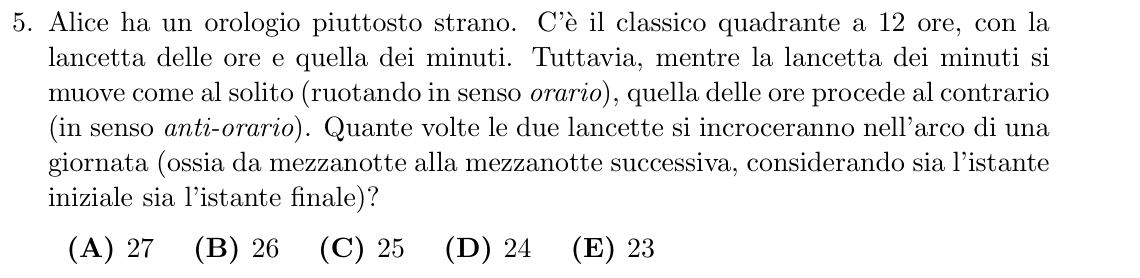 5. Alice ha un orologio piuttosto strano. C'è il classico quadrante a 12 ore, con la
lancetta delle ore e quella dei minuti. Tuttavia, mentre la lancetta dei minuti si
muove come al solito (ruotando in senso orario), quella delle ore procede al contrario
(in senso anti-orario). Quante volte le due lancette si incroceranno nell'arco di una
giornata (ossia da mezzanotte alla mezzanotte successiva, considerando sia l'istante
iniziale sia l'istante finale)?
(A) 27 (B) 26 (C) 25 (D) 24 (E) 23